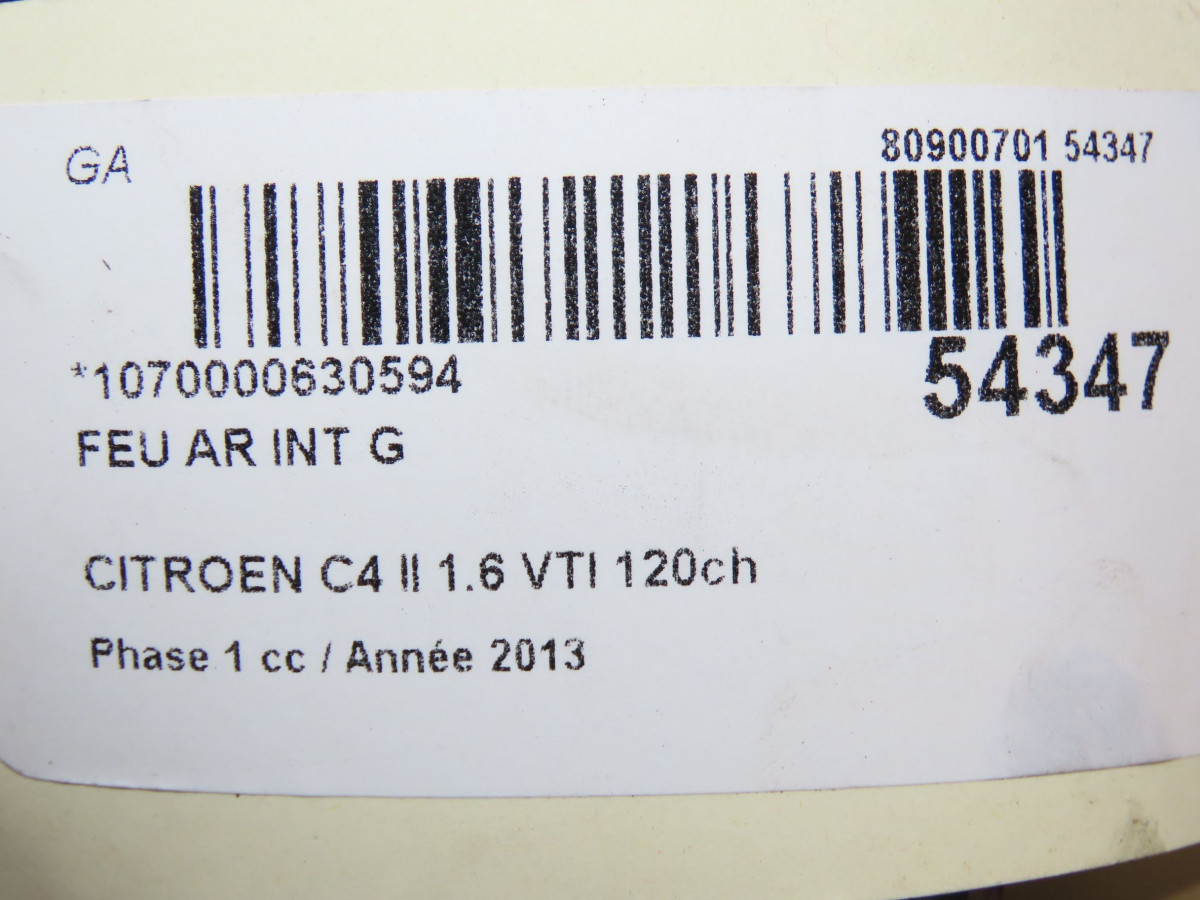 GA
80900701 54347
*1070000630594
54347
FEU AR INT G
CITROEN C4 II 1.6 VTI 120ch
Phase 1 cc / Année 2013